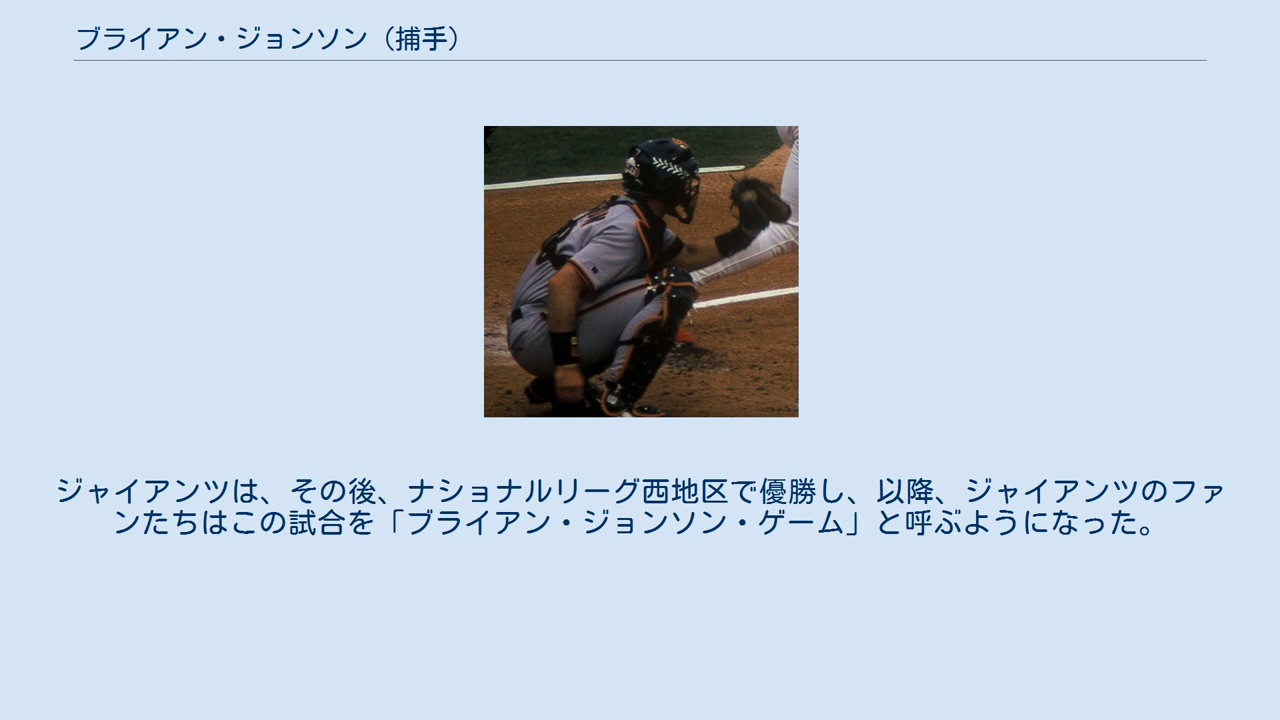 ブライアン・ジョンソン（捕手）
ジャイアンツは、その後、ナショナルリーグ西地区で優勝し、以降、ジャイアンツのファ
ンたちはこの試合を「ブライアン・ジョンソン・ゲーム」と呼ぶようになった。